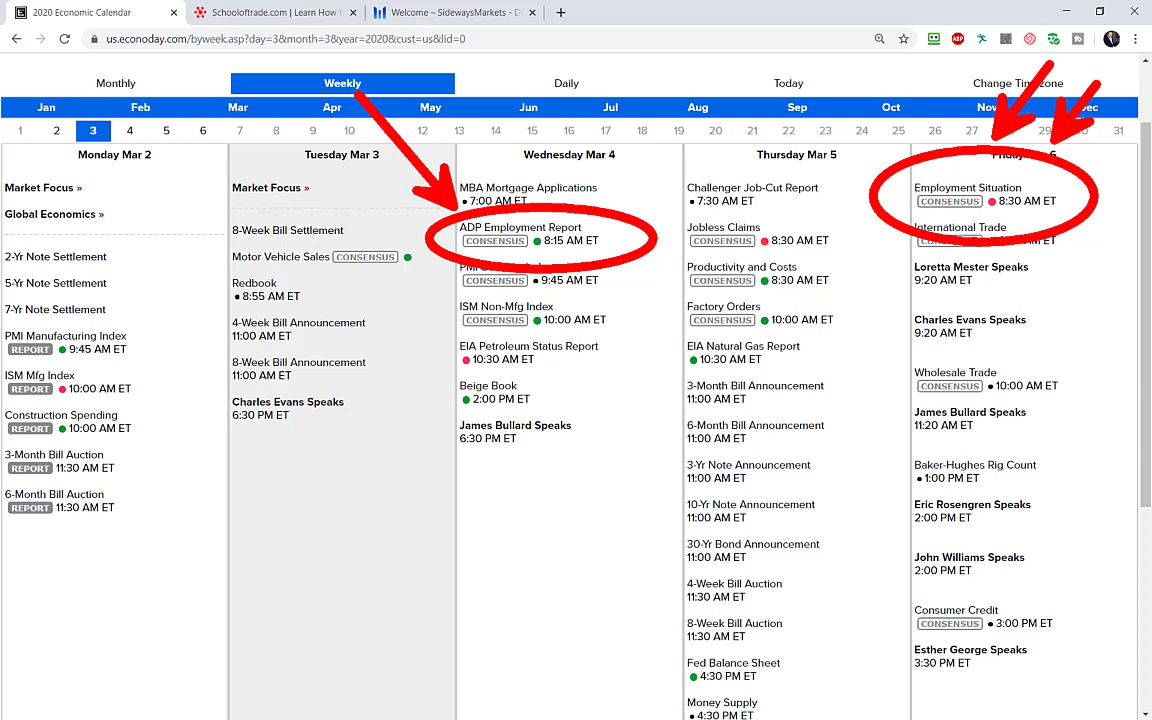 2020 Economic Calendar
Schooloftrade.com | Learn How t
Welcome – SidewaysMarkets - D
us.econoday.com/byweek.asp?day=3&month=3&year=2020&cust=us&lid=0
ABP
Monthly Weekly Daily Today Change Timezone
Jan Feb Mar Apr May Jun Jul Aug Sep Oct Nov Dec
1 2 3 4 5 6 7 8 9 10 11 12 13 14 15 16 17 18 19 20 21 22 23 24 25 26 27 29 31
Monday Mar 2
Market Focus »
Global Economics »
2-Yr Note Settlement
5-Yr Note Settlement
7-Yr Note Settlement
PMI Manufacturing Index
REPORT 9:45 AM ET
ISM Mfg Index
REPORT 10:00 AM ET
Construction Spending
REPORT 10:00 AM ET
3-Month Bill Auction
REPORT 11:30 AM ET
6-Month Bill Auction
REPORT 11:30 AM ET
Tuesday Mar 3
Market Focus »
8-Week Bill Settlement
Motor Vehicle Sales CONSENSUS
Redbook
8:55 AM ET
4-Week Bill Announcement
11:00 AM ET
8-Week Bill Announcement
11:00 AM ET
Charles Evans Speaks
6:30 PM ET
Wednesday Mar 4
MBA Mortgage Applications
7:00 AM ET
ADP Employment Report
CONSENSUS 8:15 AM ET
PMI
CONSENSUS 9:45 AM ET
ISM Non-Mfg Index
CONSENSUS 10:00 AM ET
EIA Petroleum Status Report
10:30 AM ET
Beige Book
2:00 PM ET
James Bullard Speaks
6:30 PM ET
Thursday Mar 5
Challenger Job-Cut Report
7:30 AM ET
Jobless Claims
CONSENSUS 8:30 AM ET
Productivity and Costs
CONSENSUS 8:30 AM ET
Factory Orders
CONSENSUS 10:00 AM ET
EIA Natural Gas Report
10:30 AM ET
3-Month Bill Announcement
11:00 AM ET
6-Month Bill Announcement
11:00 AM ET
3-Yr Note Announcement
11:00 AM ET
10-Yr Note Announcement
11:00 AM ET
30-Yr Bond Announcement
11:00 AM ET
4-Week Bill Auction
11:30 AM ET
8-Week Bill Auction
11:30 AM ET
Fed Balance Sheet
4:30 PM ET
Money Supply
4:30 PM ET
Friday 6
Employment Situation
CONSENSUS 8:30 AM ET
International Trade
CONSENSUS AM ET
Loretta Mester Speaks
9:20 AM ET
Charles Evans Speaks
9:20 AM ET
Wholesale Trade
CONSENSUS 10:00 AM ET
James Bullard Speaks
11:20 AM ET
Baker-Hughes Rig Count
1:00 PM ET
Eric Rosengren Speaks
2:00 PM ET
John Williams Speaks
2:00 PM ET
Consumer Credit
CONSENSUS 3:00 PM ET
Esther George Speaks
3:30 PM ET